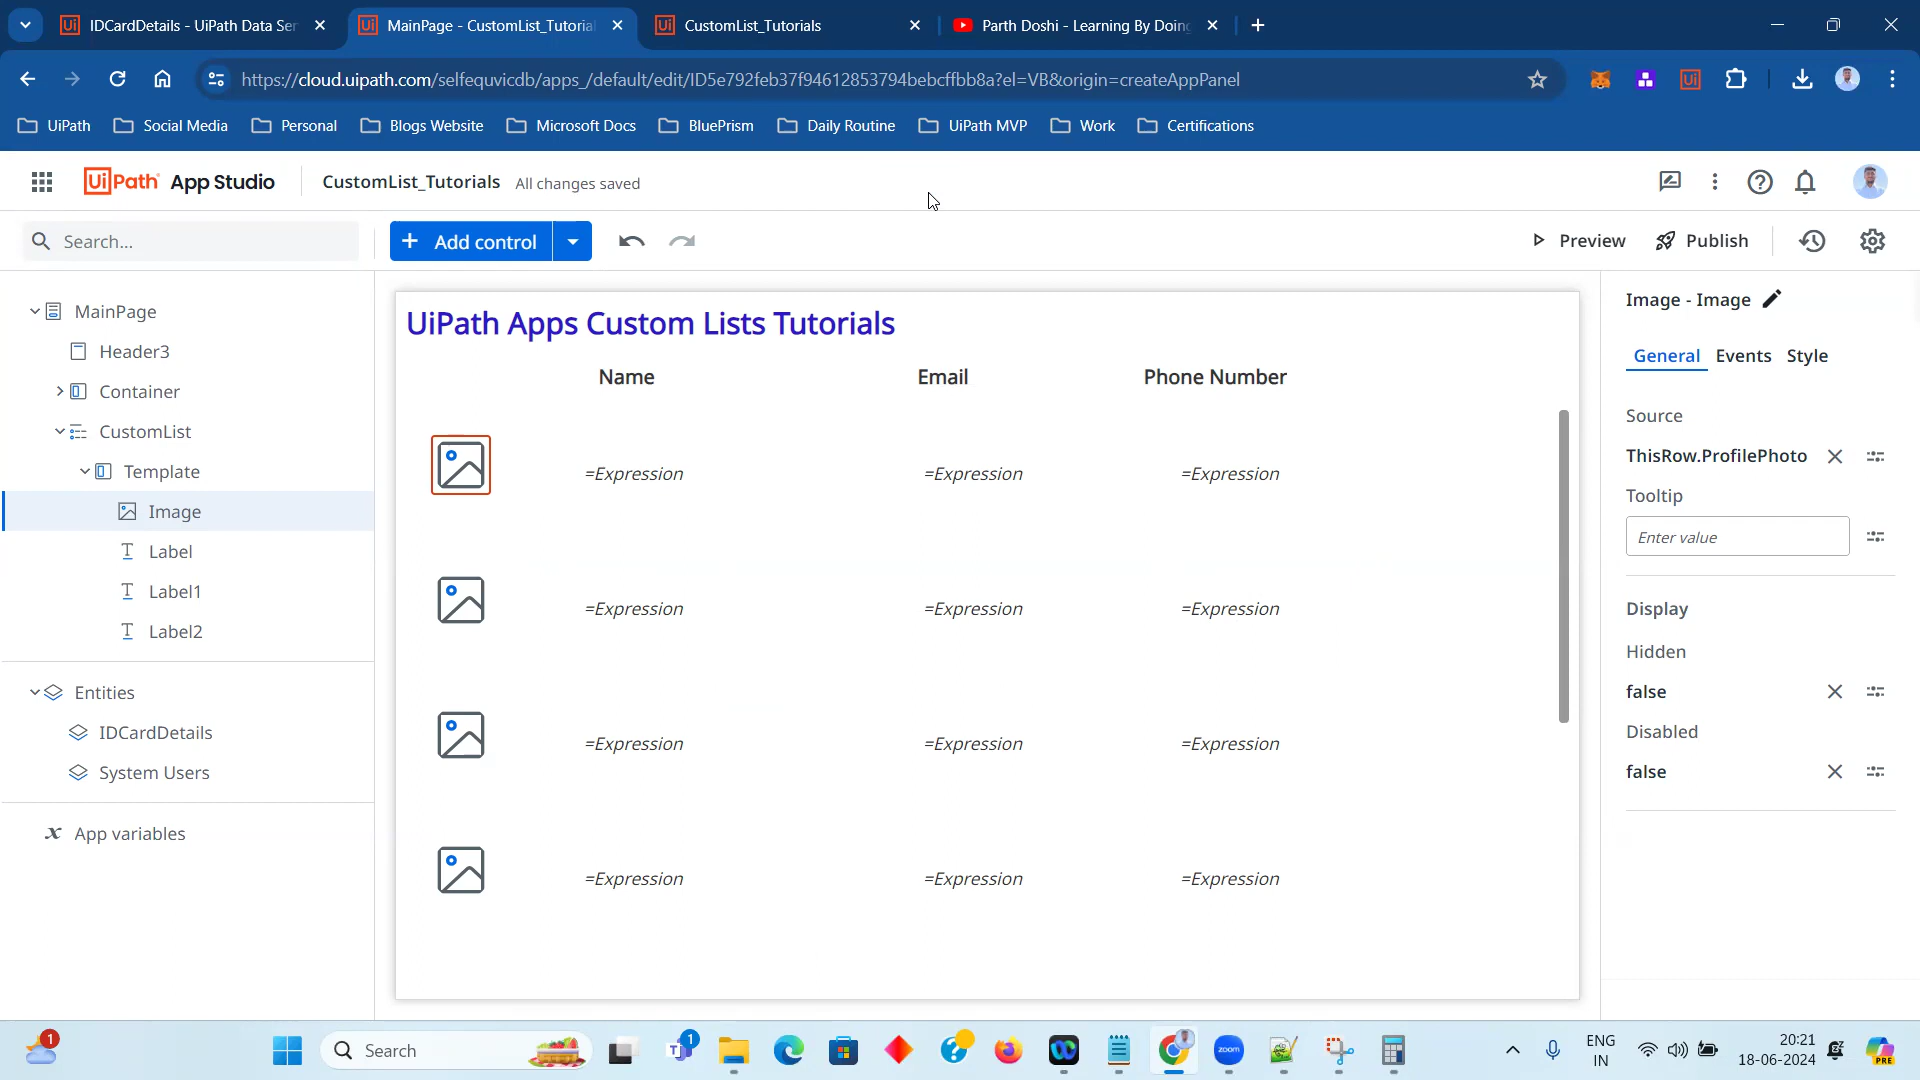 IDCardDetails - UiPath Data Ser
MainPage - CustomList_Tutorial
CustomList_Tutorials
Parth Doshi - Learning By Doing
https://cloud.uipath.com/selfequvicdb/apps_/default/edit/ID5e792feb37f94612853794bebcffbb8a?el=VB&origin=createAppPanel
UiPath
Social Media
Personal
Blogs Website
Microsoft Docs
BluePrism
Daily Routine
UiPath MVP
Work
Certifications
UiPath App Studio
CustomList_Tutorials
All changes saved
Search...
Add control
Preview
Publish
MainPage
Header3
Container
CustomList
Template
Image
Label
Label1
Label2
Entities
IDCardDetails
System Users
App variables
UiPath Apps Custom Lists Tutorials
Name Email Phone Number
=Expression =Expression =Expression
=Expression =Expression =Expression
=Expression =Expression =Expression
=Expression =Expression =Expression
Image - Image
General Events Style
Source
ThisRow.ProfilePhoto
Tooltip
Enter value
Display
Hidden
false
Disabled
false
1
Search
1
zoom
ENG
IN
20:21
18-06-2024
PRE